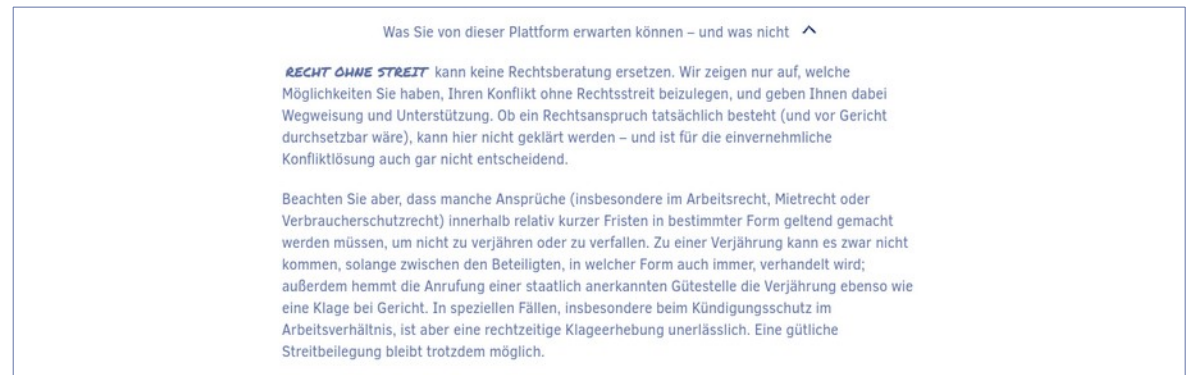 Was Sie von dieser Plattform erwarten können – und was nicht
RECHT OHNE STREIT kann keine Rechtsberatung ersetzen. Wir zeigen nur auf, welche
Möglichkeiten Sie haben, Ihren Konflikt ohne Rechtsstreit beizulegen, und geben Ihnen dabei
Wegweisung und Unterstützung. Ob ein Rechtsanspruch tatsächlich besteht (und vor Gericht
durchsetzbar wäre), kann hier nicht geklärt werden – und ist für die einvernehmliche
Konfliktlösung auch gar nicht entscheidend.
Beachten Sie aber, dass manche Ansprüche (insbesondere im Arbeitsrecht, Mietrecht oder
Verbraucherschutzrecht) innerhalb relativ kurzer Fristen in bestimmter Form geltend gemacht
werden müssen, um nicht zu verjähren oder zu verfallen. Zu einer Verjährung kann es zwar nicht
kommen, solange zwischen den Beteiligten, in welcher Form auch immer, verhandelt wird;
außerdem hemmt die Anrufung einer staatlich anerkannten Gütestelle die Verjährung ebenso wie
eine Klage bei Gericht. In speziellen Fällen, insbesondere beim Kündigungsschutz im
Arbeitsverhältnis, ist aber eine rechtzeitige Klageerhebung unerlässlich. Eine gütliche
Streitbeilegung bleibt trotzdem möglich.